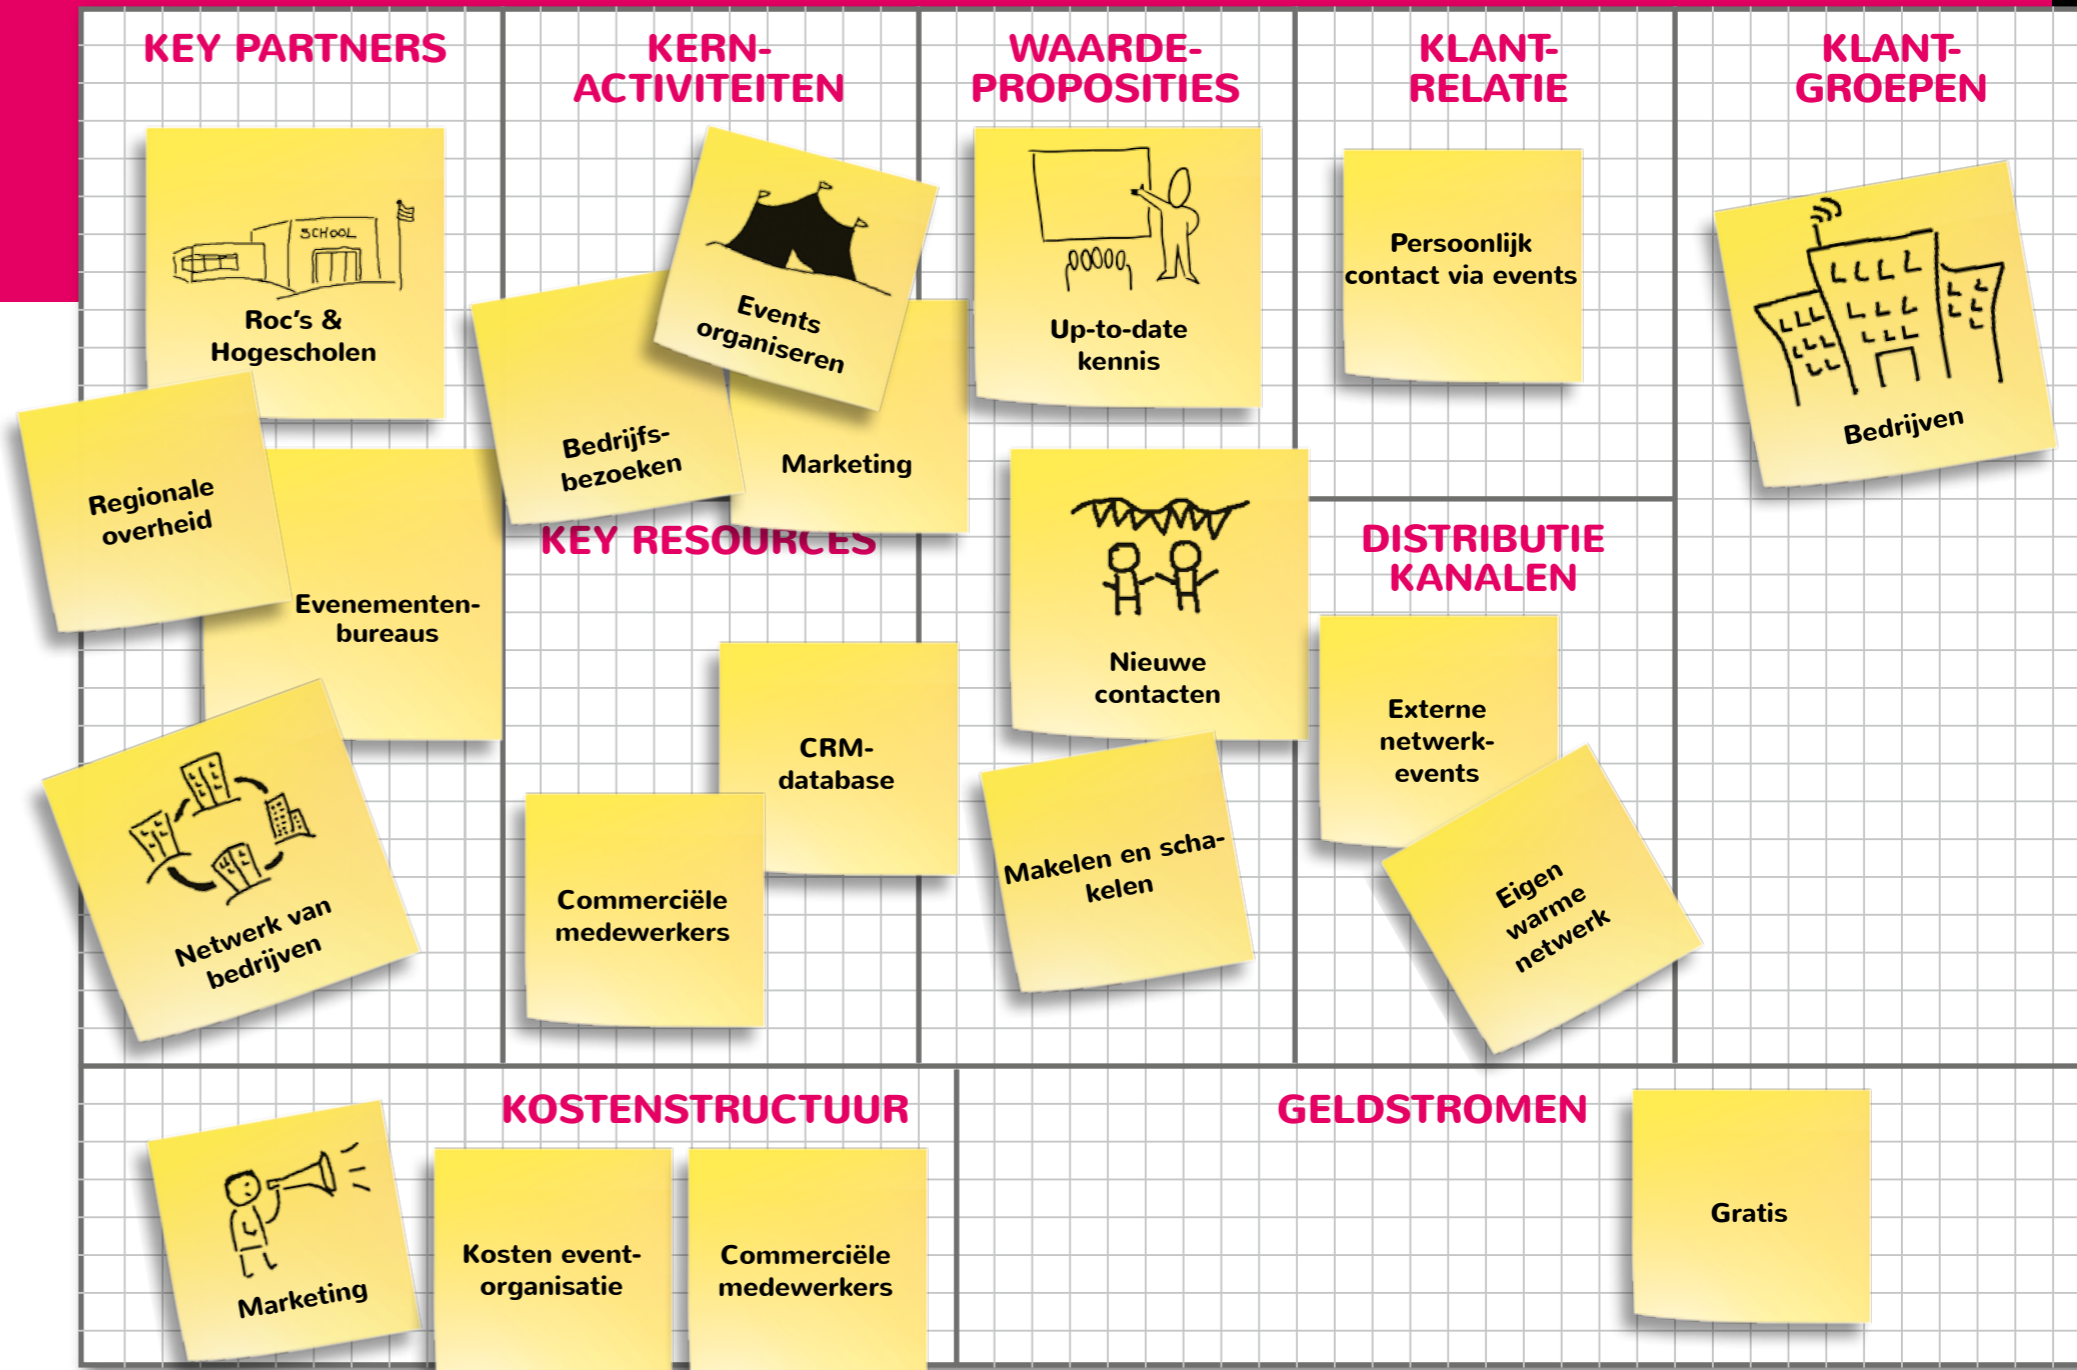 KEY PARTNERS
SCHOOL
Roc's &
Hogescholen
Regionale
overheid
Evenementen-
bureaus
Netwerk van
bedrijven
KERN-
ACTIVITEITEN
Events
organiseren
Bedrijfs-
bezoeken
Marketing
KEY RESOURCES
CRM-
database
Commerciële
medewerkers
WAARDE-
PROPOSITIES
Up-to-date
kennis
Nieuwe
contacten
Makelen en scha-
kelen
KLANT-
RELATIE
Persoonlijk
contact via events
DISTRIBUTIE
KANALEN
Externe
netwerk-
events
Eigen
warme
netwerk
KLANT-
GROEPEN
Bedrijven
KOSTENSTRUCTUUR
Marketing
Kosten event-
organisatie
Commerciële
medewerkers
GELDSTROMEN
Gratis